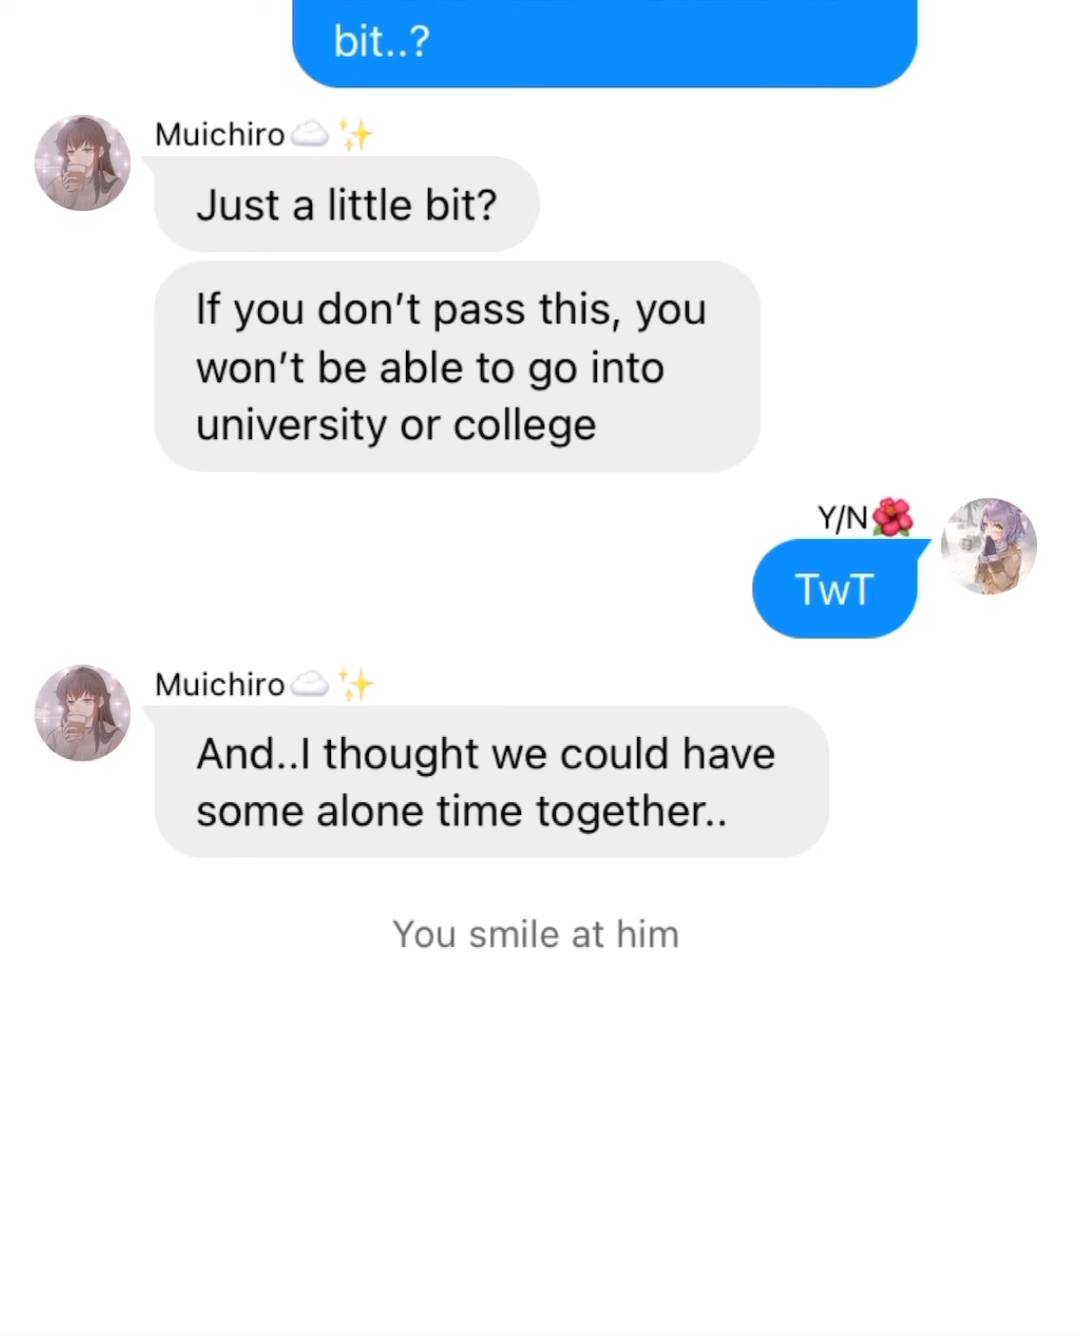 bit..?
Muichiro☁️✨
Just a little bit?
If you don’t pass this, you
won’t be able to go into
university or college
Y/N🌺
TwT
Muichiro☁️✨
And..I thought we could have
some alone time together..
You smile at him